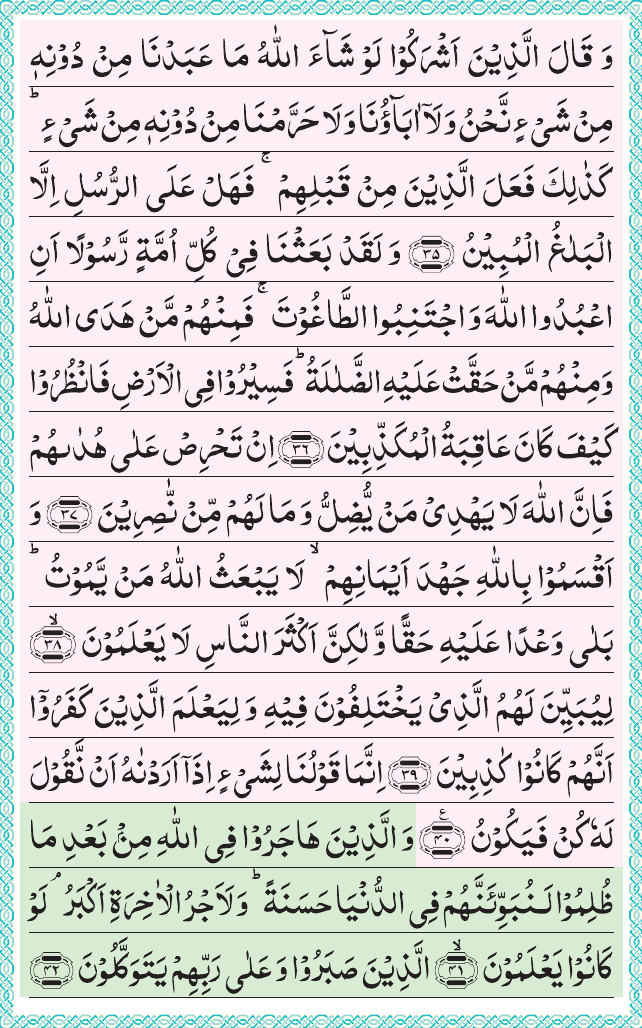 وَ قَالَ الَّذِیْنَ اَشْرَكُوْا لَوْ شَآءَ اللّٰهُ مَا عَبَدْنَا مِنْ دُوْنِهٖ
مِنْ شَیْءٍ نَّحْنُ وَ لَاۤ اٰبَآؤُنَا وَ لَا حَرَّمْنَا مِنْ دُوْنِهٖ مِنْ شَیْءٍ ؕ
كَذٰلِكَ فَعَلَ الَّذِیْنَ مِنْ قَبْلِهِمْ ۚ فَهَلْ عَلَی الرُّسُلِ اِلَّا
الْبَلٰغُ الْمُبِیْنُ ﴿۳۵﴾ وَ لَقَدْ بَعَثْنَا فِیْ كُلِّ اُمَّةٍ رَّسُوْلًا اَنِ
اعْبُدُوا اللّٰهَ وَ اجْتَنِبُوا الطَّاغُوْتَ ۚ فَمِنْهُمْ مَّنْ هَدَی اللّٰهُ
وَ مِنْهُمْ مَّنْ حَقَّتْ عَلَیْهِ الضَّلٰلَةُ ؕ فَسِیْرُوْا فِی الْاَرْضِ فَانْظُرُوْا
كَیْفَ كَانَ عَاقِبَةُ الْمُكَذِّبِیْنَ ﴿۳۶﴾ اِنْ تَحْرِصْ عَلٰی هُدٰىهُمْ
فَاِنَّ اللّٰهَ لَا یَهْدِیْ مَنْ یُّضِلُّ وَ مَا لَهُمْ مِّنْ نّٰصِرِیْنَ ﴿۳۷﴾ وَ
اَقْسَمُوْا بِاللّٰهِ جَهْدَ اَیْمَانِهِمْ ۙ لَا یَبْعَثُ اللّٰهُ مَنْ یَّمُوْتُ ؕ
بَلٰی وَعْدًا عَلَیْهِ حَقًّا وَّ لٰكِنَّ اَكْثَرَ النَّاسِ لَا یَعْلَمُوْنَ ﴿ۙ۳۸﴾
لِیُبَیِّنَ لَهُمُ الَّذِیْ یَخْتَلِفُوْنَ فِیْهِ وَ لِیَعْلَمَ الَّذِیْنَ كَفَرُوْۤا
اَنَّهُمْ كَانُوْا كٰذِبِیْنَ ﴿۳۹﴾ اِنَّمَا قَوْلُنَا لِشَیْءٍ اِذَاۤ اَرَدْنٰهُ اَنْ نَّقُوْلَ
لَهٗ كُنْ فَیَكُوْنُ ﴿۴۰﴾ ع وَ الَّذِیْنَ هَاجَرُوْا فِی اللّٰهِ مِنْۢ بَعْدِ مَا
ظُلِمُوْا لَنُبَوِّئَنَّهُمْ فِی الدُّنْیَا حَسَنَةً ؕ وَ لَاَجْرُ الْاٰخِرَةِ اَكْبَرُ ۘ لَوْ
كَانُوْا یَعْلَمُوْنَ ﴿ۙ۴۱﴾ الَّذِیْنَ صَبَرُوْا وَ عَلٰی رَبِّهِمْ یَتَوَكَّلُوْنَ ﴿۴۲﴾